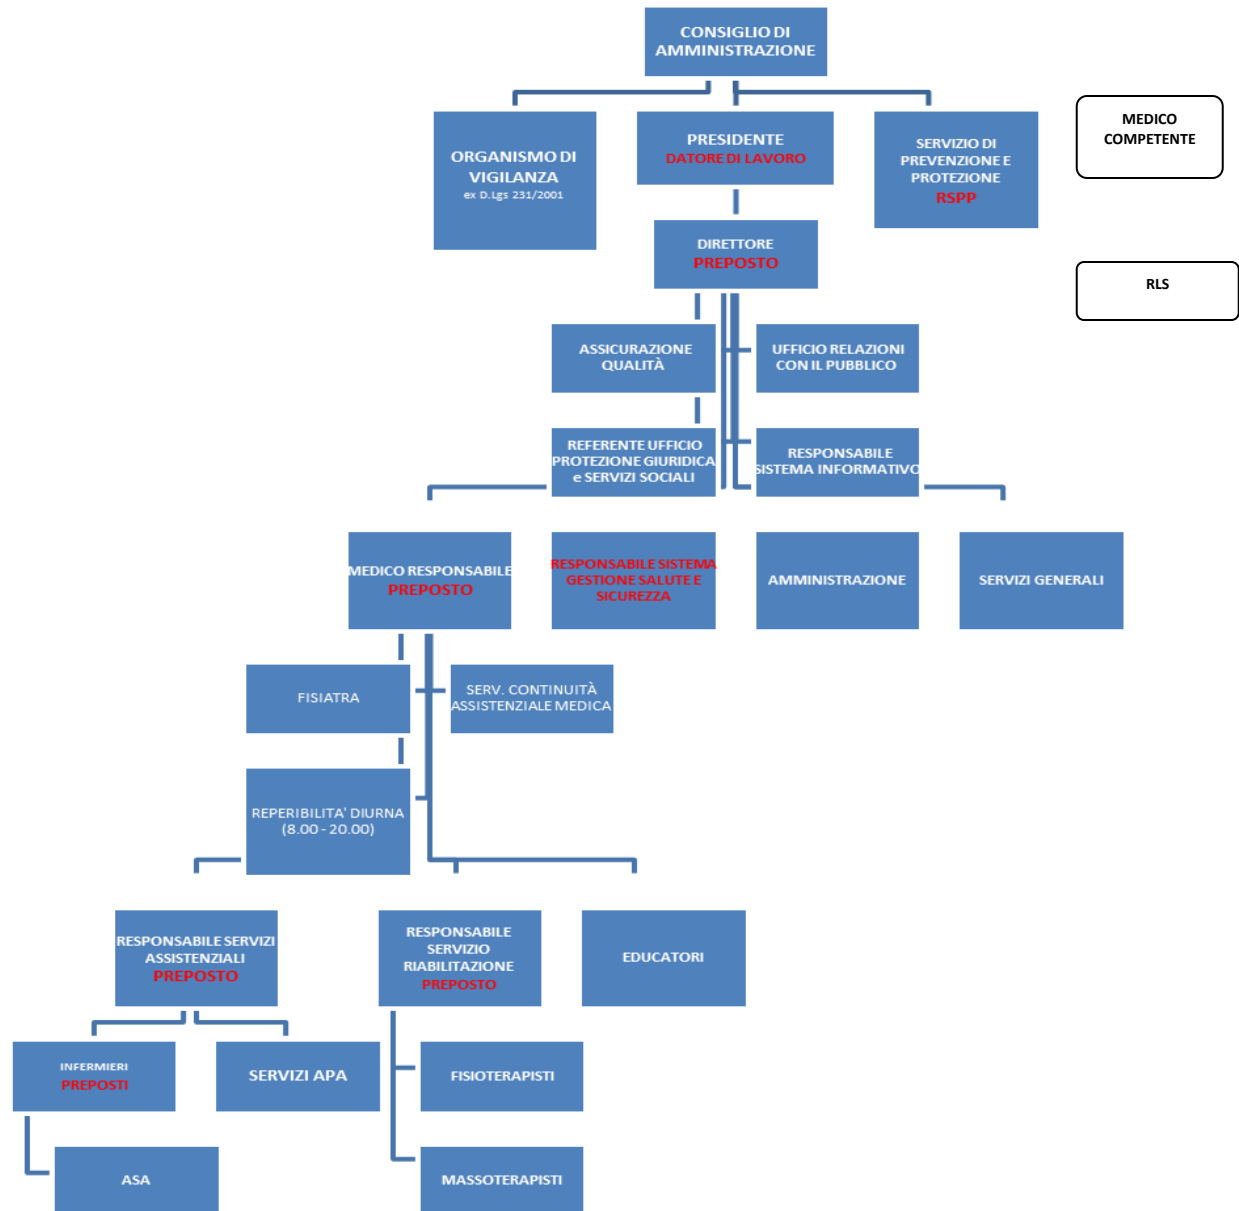 CONSIGLIO DI
AMMINISTRAZIONE
ORGANISMO DI
VIGILANZA
ex D.Lgs 231/2001
PRESIDENTE
DATORE DI LAVORO
SERVIZIO DI
PREVENZIONE E
PROTEZIONE
RSPP
MEDICO
COMPETENTE
DIRETTORE
PREPOSTO
RLS
ASSICURAZIONE
QUALITÀ
UFFICIO RELAZIONI
CON IL PUBBLICO
REFERENTE UFFICIO
PROTEZIONE GIURIDICA
e SERVIZI SOCIALI
RESPONSABILE
SISTEMA INFORMATIVO
MEDICO RESPONSABILE
PREPOSTO
RESPONSABILE SISTEMA
GESTIONE SALUTE E
SICUREZZA
AMMINISTRAZIONE
SERVIZI GENERALI
FISIATRA
SERV. CONTINUITÀ
ASSISTENZIALE MEDICA
REPERIBILITA' DIURNA
(8.00 - 20.00)
RESPONSABILE SERVIZI
ASSISTENZIALI
PREPOSTO
RESPONSABILE
SERVIZIO
RIABILITAZIONE
PREPOSTO
EDUCATORI
INFERMIERI
PREPOSTI
SERVIZI APA
FISIOTERAPISTI
ASA
MASSOTERAPISTI